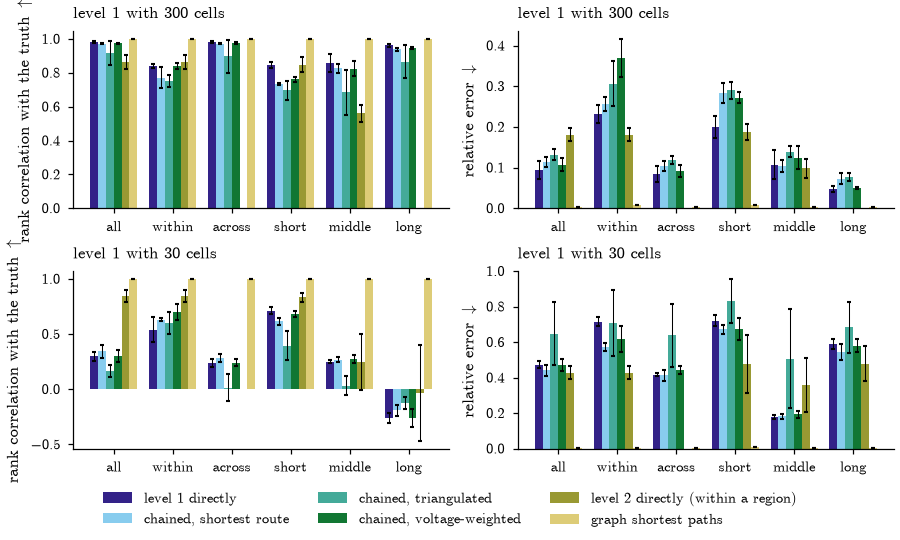 level 1 with 300 cells
rank correlation with the truth ↑
1.0
0.8
0.6
0.4
0.2
0.0
all within across short middle long
level 1 with 300 cells
relative error ↓
0.4
0.3
0.2
0.1
0.0
all within across short middle long
level 1 with 30 cells
rank correlation with the truth ↑
1.0
0.5
0.0
−0.5
all within across short middle long
level 1 with 30 cells
relative error ↓
1.0
0.8
0.6
0.4
0.2
0.0
all within across short middle long
level 1 directly
chained, shortest route
chained, triangulated
chained, voltage-weighted
level 2 directly (within a region)
graph shortest paths